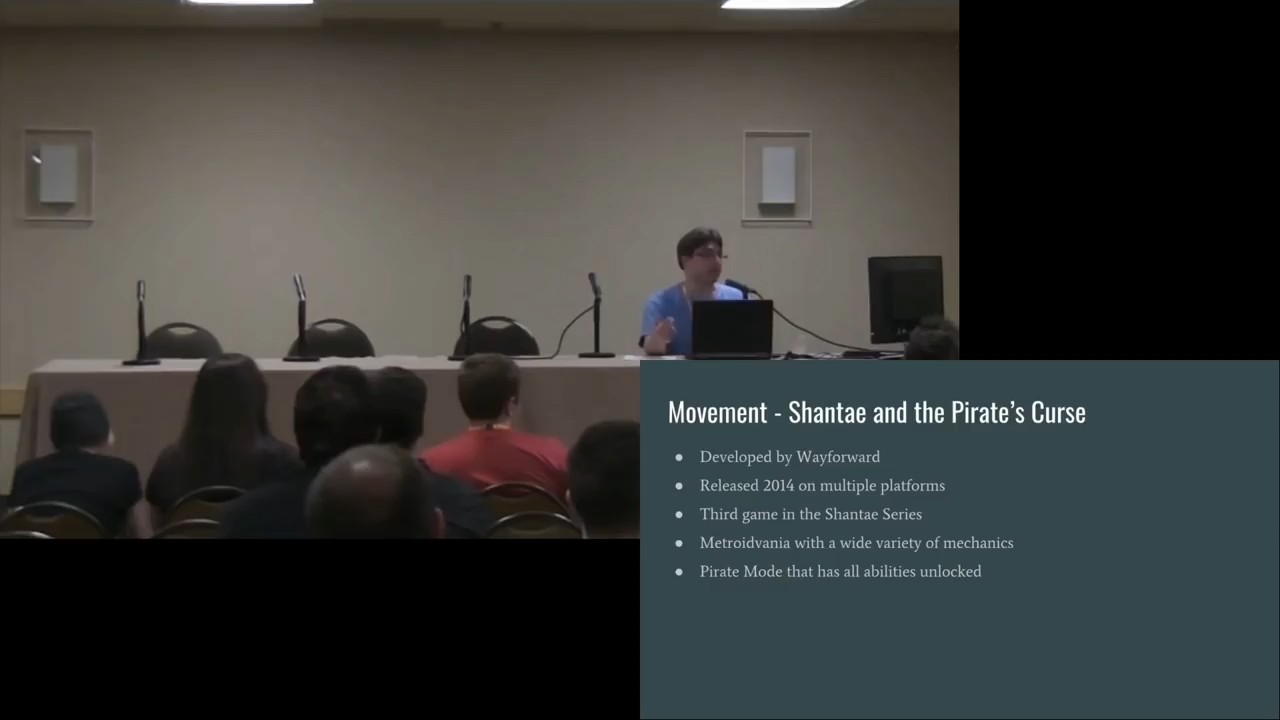 Movement - Shantae and the Pirate's Curse
● Developed by Wayforward
● Released 2014 on multiple platforms
● Third game in the Shantae Series
● Metroidvania with a wide variety of mechanics
● Pirate Mode that has all abilities unlocked